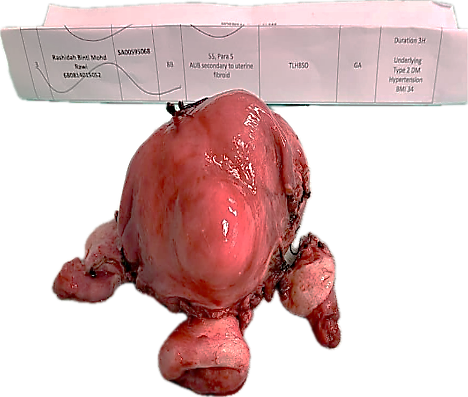 3
Rashidah Binti Mohd
Rawi
680814015052
SA00595068
BB
55, Para 5
AUB secondary to uterine
fibroid
TLHBSO
GA
Duration 3H
Underlying
Type 2 DM
Hypertension
BMI 34